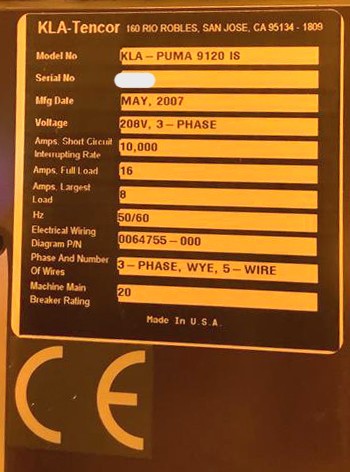 KLA-Tencor 160 RIO ROBLES, SAN JOSE, CA 95134 - 1809
Model No KLA – PUMA 9120 IS
Serial No
Mfg Date MAY, 2007
Voltage 208V, 3 – PHASE
Amps, Short Circuit
Interrupting Rate 10,000
Amps, Full Load 16
Amps, Largest
Load 8
Hz 50/60
Electrical Wiring
Diagram P/N 0064755 – 000
Phase And Number
Of Wires 3 – PHASE, WYE, 5 – WIRE
Machine Main
Breaker Rating 20
Made In U.S.A.
CE